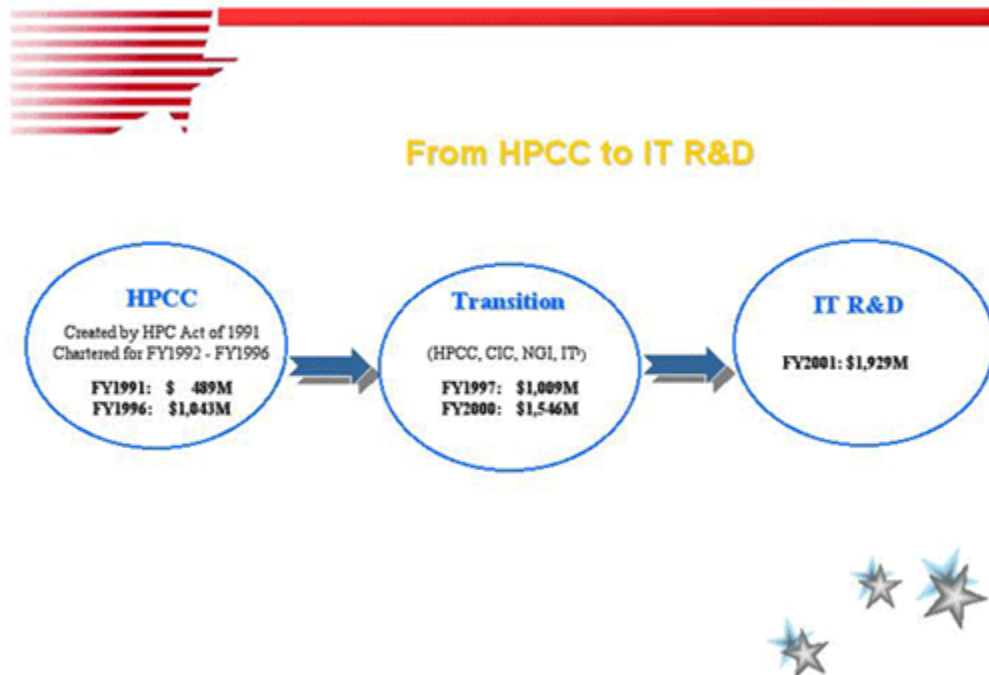 From HPCC to IT R&D
HPCC
Created by HPC Act of 1991
Chartered for FY1992 - FY1996
FY1991: $ 489M
FY1996: $1,043M
Transition
(HPCC, CIC, NGI, IT²)
FY1997: $1,009M
FY2000: $1,546M
IT R&D
FY2001: $1,929M